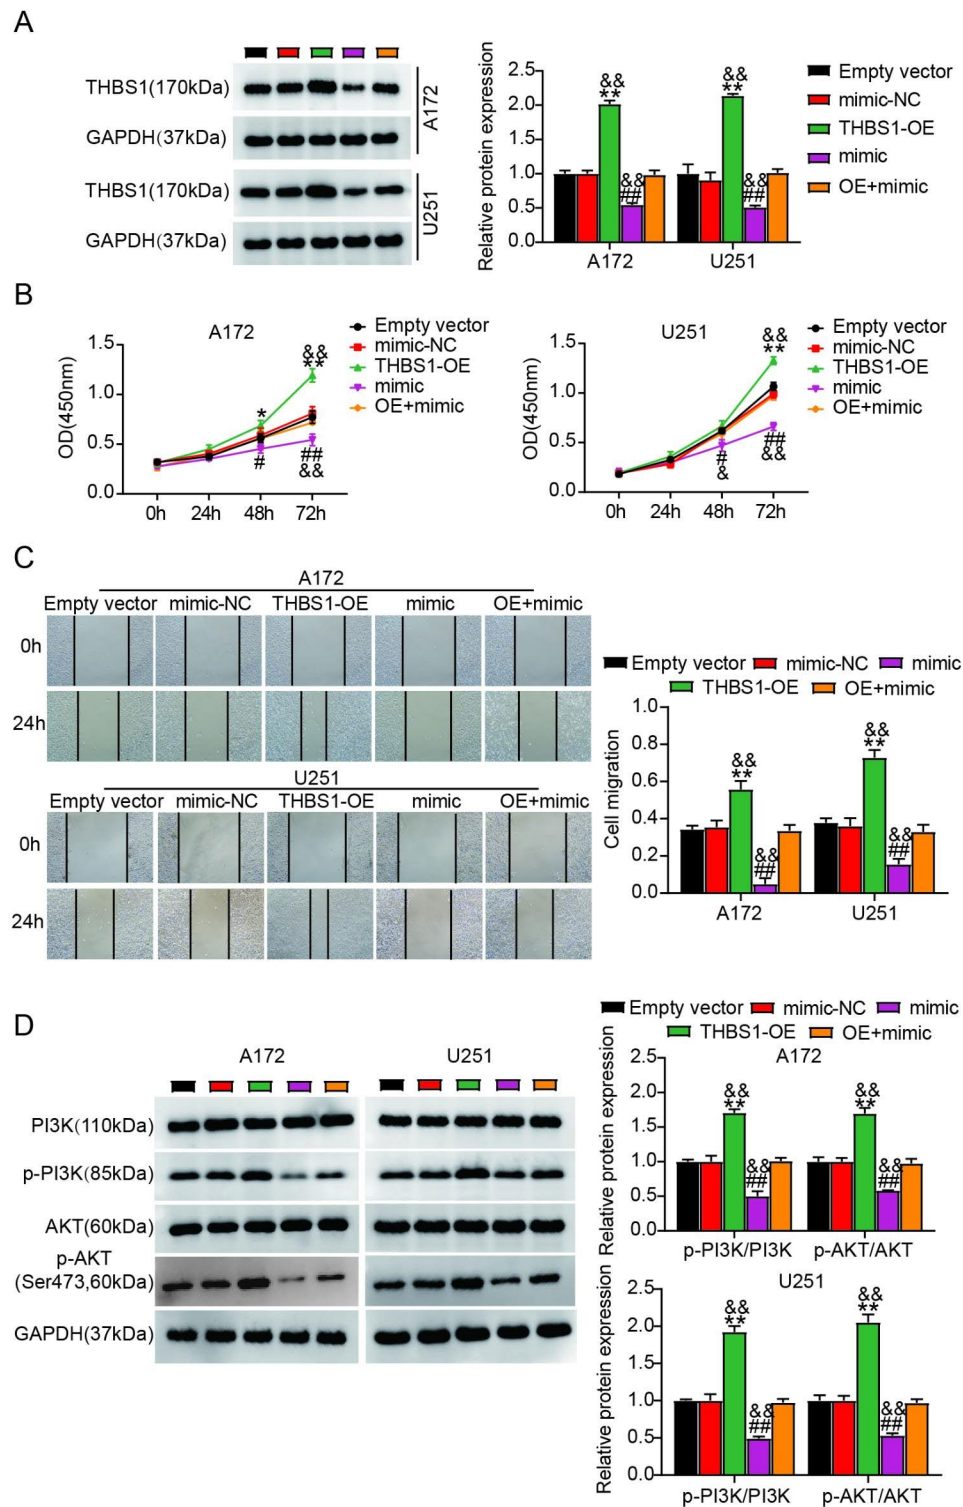 A
THBS1(170kDa)
GAPDH(37kDa)
A172
THBS1(170kDa)
GAPDH(37kDa)
U251
Relative protein expression
2.5
2.0
1.5
1.0
0.5
0.0
&&
**
&&
##
&&
**
&&
##
A172 U251
Empty vector
mimic-NC
THBS1-OE
mimic
OE+mimic
B
A172
OD(450nm)
1.5
1.0
0.5
0.0
*
#
&&
**
##
&&
0h 24h 48h 72h
Empty vector
mimic-NC
THBS1-OE
mimic
OE+mimic
U251
OD(450nm)
1.5
1.0
0.5
0.0
#
&
&&
**
##
&&
0h 24h 48h 72h
Empty vector
mimic-NC
THBS1-OE
mimic
OE+mimic
C
A172
Empty vector mimic-NC THBS1-OE mimic OE+mimic
0h
24h
U251
Empty vector mimic-NC THBS1-OE mimic OE+mimic
0h
24h
Empty vector mimic-NC mimic
THBS1-OE OE+mimic
Cell migration
1.0
0.8
0.6
0.4
0.2
0.0
&&
**
&&
##
&&
**
&&
##
A172 U251
D
A172 U251
PI3K(110kDa)
p-PI3K(85kDa)
AKT(60kDa)
p-AKT
(Ser473,60kDa)
GAPDH(37kDa)
Empty vector mimic-NC mimic
THBS1-OE OE+mimic
A172
Relative protein expression
2.5
2.0
1.5
1.0
0.5
0.0
&&
**
&&
##
&&
**
&&
##
p-PI3K/PI3K p-AKT/AKT
U251
Relative protein expression
2.5
2.0
1.5
1.0
0.5
0.0
&&
**
&&
##
&&
**
&&
##
p-PI3K/PI3K p-AKT/AKT